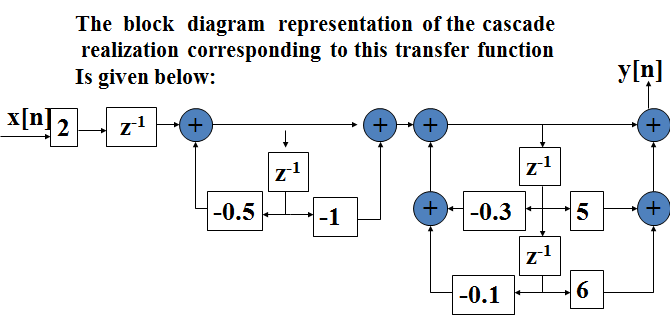 The block diagram representation of the cascade
realization corresponding to this transfer function
Is given below:
y[n]
x[n]
2
z-1
+
+
+
+
z-1
z-1
-0.5
-1
+
-0.3
5
+
z-1
-0.1
6